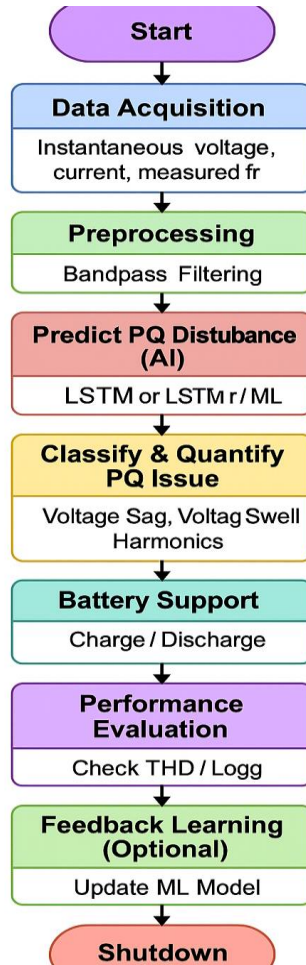 Start
Data Acquisition
Instantaneous voltage,
current, measured fr
Preprocessing
Bandpass Filtering
Predict PQ Distubance
(AI)
LSTM or LSTM r / ML
Classify & Quantify
PQ Issue
Voltage Sag, Voltag Swell
Harmonics
Battery Support
Charge / Discharge
Performance
Evaluation
Check THD / Logg
Feedback Learning
(Optional)
Update ML Model
Shutdown